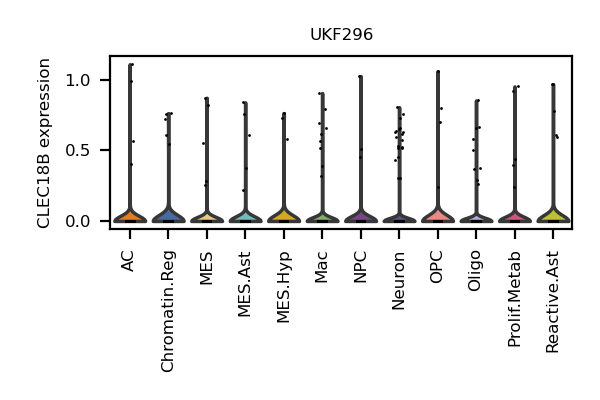 UKF296
CLEC18B expression
1.0
0.5
0.0
AC
Chromatin.Reg
MES
MES.Ast
MES.Hyp
Mac
NPC
Neuron
OPC
Oligo
Prolif.Metab
Reactive.Ast